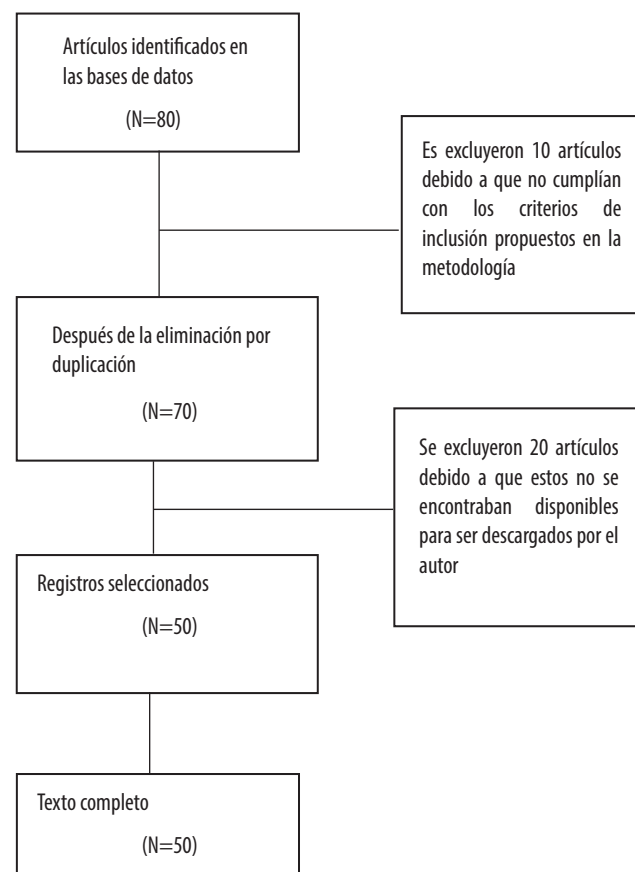 Artículos identificados en
las bases de datos
(N=80)
Es excluyeron 10 artículos
debido a que no cumplían
con los criterios de
inclusión propuestos en la
metodología
Después de la eliminación por
duplicación
(N=70)
Se excluyeron 20 artículos
debido a que estos no se
encontraban disponibles
para ser descargados por el
autor
Registros seleccionados
(N=50)
Texto completo
(N=50)